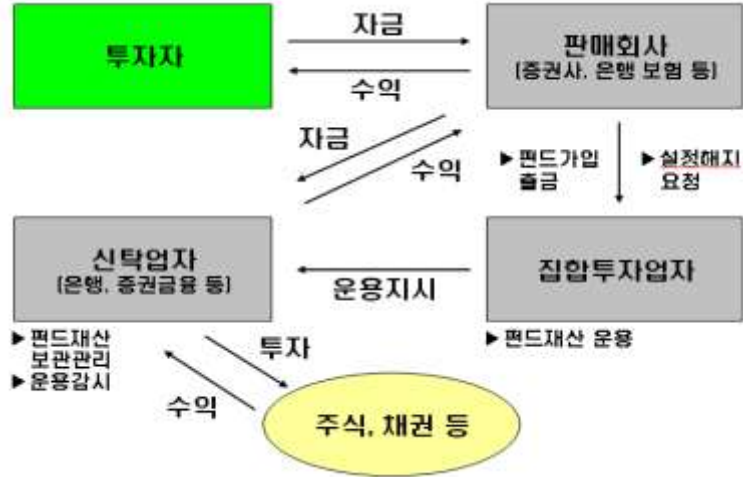 자금
투자자
판매회사
(증권사, 은행 보험 등)
수익
자금
수익
▶ 펀드가입
출금
▶ 설정해지
요청
신탁업자
(은행, 증권금융 등)
운용지시
집합투자업자
▶ 펀드재산
보관관리
▶ 운용감시
투자
▶ 펀드재산 운용
수익
주식, 채권 등